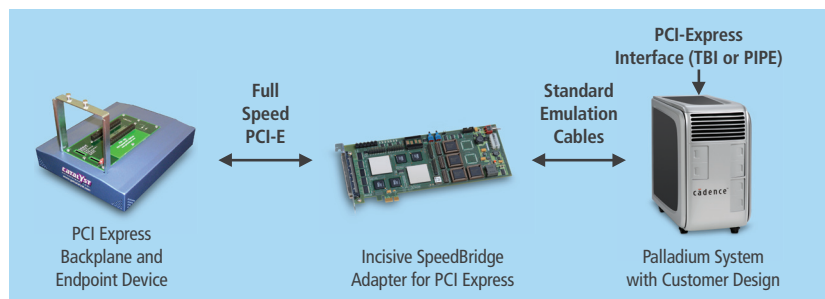 PCI-Express
Interface (TBI or PIPE)
Full
Speed
PCI-E
Standard
Emulation
Cables
catalyst
cādence
PCI Express
Backplane and
Endpoint Device
Incisive SpeedBridge
Adapter for PCI Express
Palladium System
with Customer Design